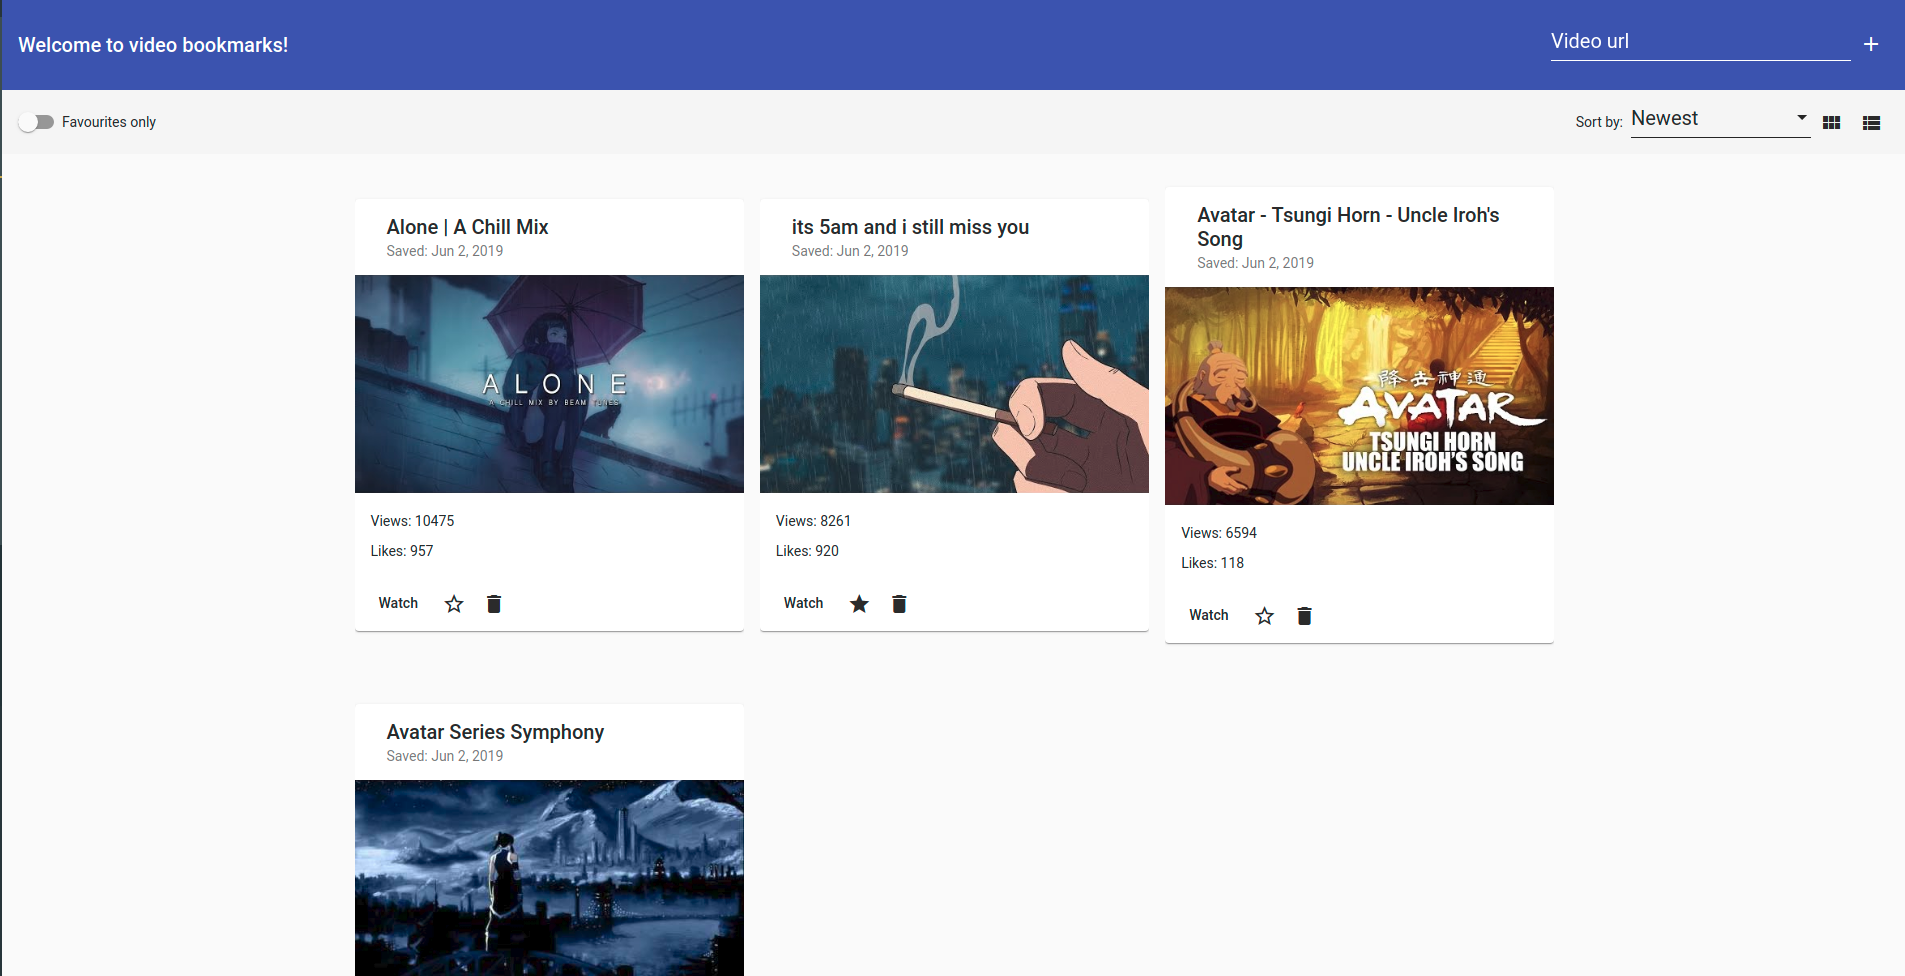 Welcome to video bookmarks!
Video url
Favourites only
Sort by: Newest
Alone | A Chill Mix
Saved: Jun 2, 2019
ALONE
A CHILL MIX BY BEAM TUNES
Views: 10475
Likes: 957
Watch
its 5am and i still miss you
Saved: Jun 2, 2019
Views: 8261
Likes: 920
Watch
Avatar - Tsungi Horn - Uncle Iroh's
Song
Saved: Jun 2, 2019
降去神通
AVATAR
TSUNGI HORN
UNCLE IROH'S SONG
Views: 6594
Likes: 118
Watch
Avatar Series Symphony
Saved: Jun 2, 2019